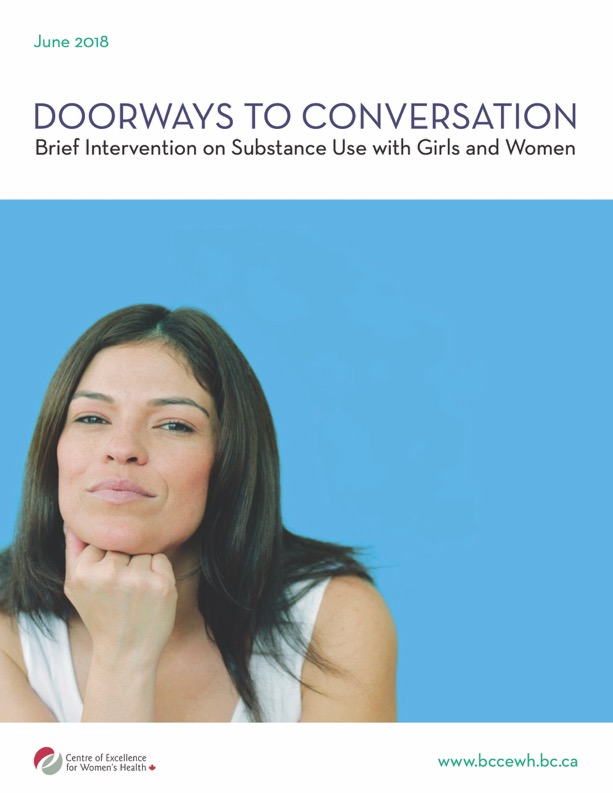 June 2018
DOORWAYS TO CONVERSATION
Brief Intervention on Substance Use with Girls and Women
Centre of Excellence
for Women's Health
www.bccewh.bc.ca